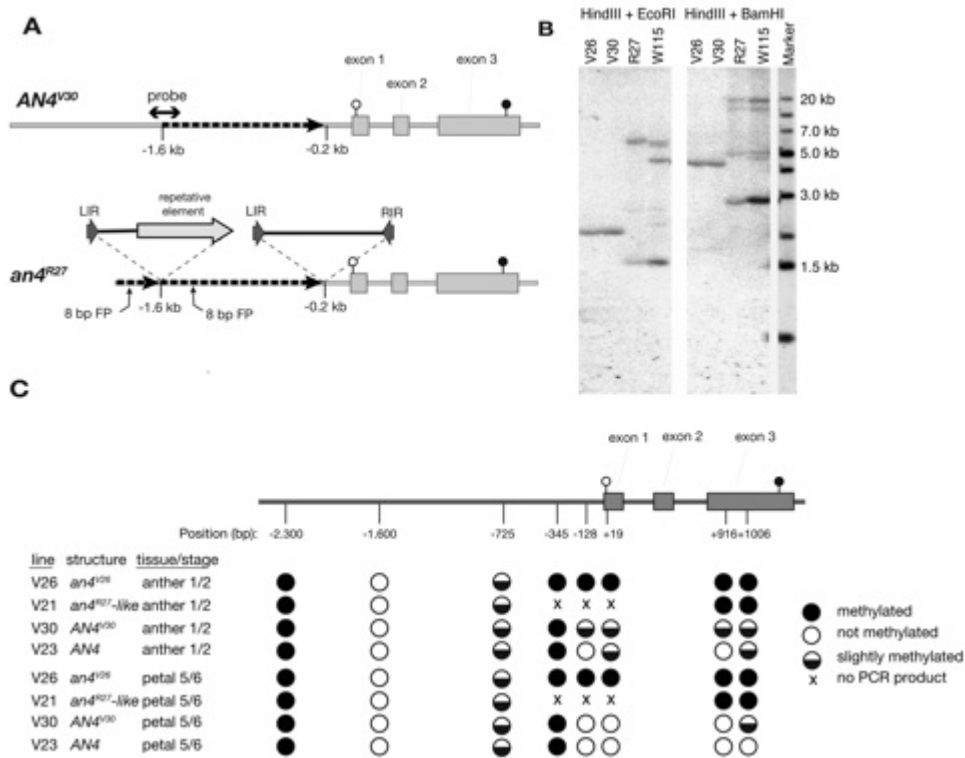 A
AN4V30
probe
-1.6 kb
-0.2 kb
exon 1
exon 2
exon 3
LIR
repetative
element
LIR
RIR
an4R27
8 bp FP
-1.6 kb
8 bp FP
-0.2 kb
B
HindIII + EcoRI
HindIII + BamHI
V26
V30
R27
W115
V26
V30
R27
W115
Marker
20 kb
7.0 kb
5.0 kb
3.0 kb
1.5 kb
C
exon 1
exon 2
exon 3
Position (bp):
-2.300
-1.600
-725
-345
-128
+19
+916
+1006
line structure tissue/stage
V26 an4V26 anther 1/2
V21 an4R27-like anther 1/2
x x x
V30 AN4V30 anther 1/2
V23 AN4 anther 1/2
V26 an4V26 petal 5/6
V21 an4R27-like petal 5/6
x x x
V30 AN4V30 petal 5/6
V23 AN4 petal 5/6
methylated
not methylated
slightly methylated
x no PCR product